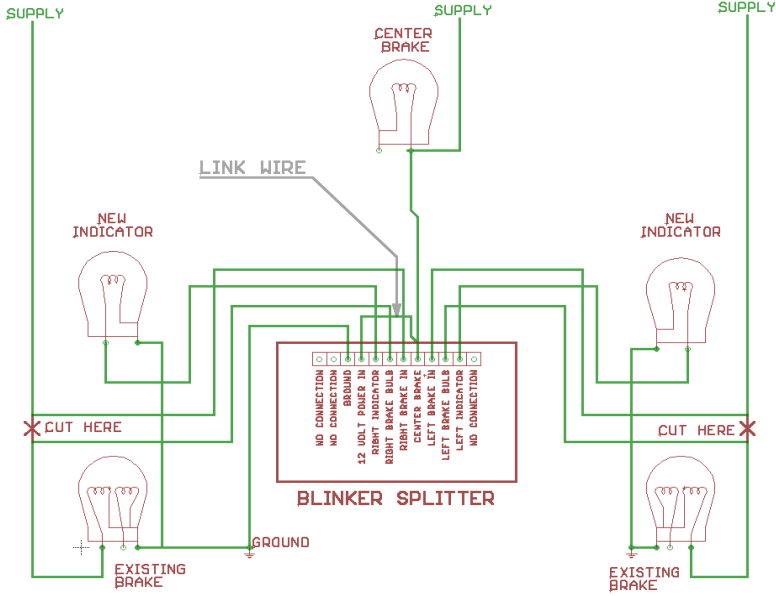 SUPPLY
SUPPLY
SUPPLY
CENTER
BRAKE
LINK WIRE
NEW
INDICATOR
NEW
INDICATOR
NO CONNECTION
NO CONNECTION
GROUND
12 VOLT POWER IN
RIGHT INDICATOR
RIGHT BRAKE BULB
RIGHT BRAKE IN
CENTER BRAKE
LEFT BRAKE IN
LEFT BRAKE BULB
LEFT INDICATOR
NO CONNECTION
CUT HERE
CUT HERE
BLINKER SPLITTER
GROUND
EXISTING
BRAKE
EXISTING
BRAKE